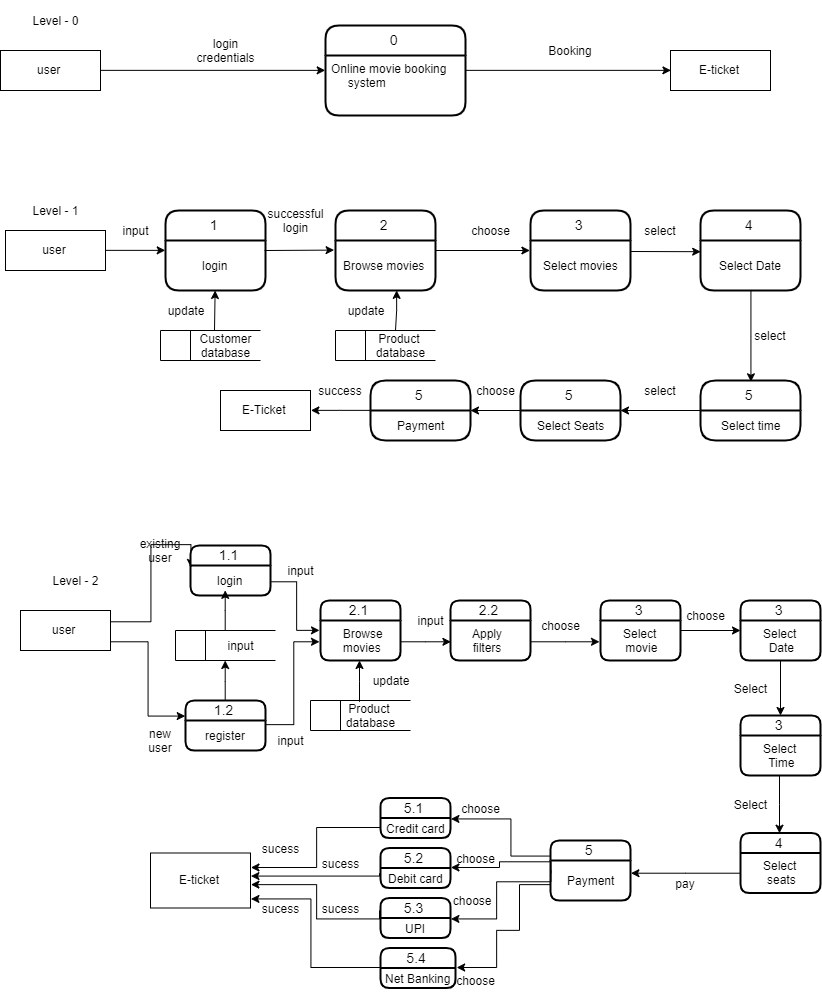 Level - 0
user
login
credentials
0
Online movie booking
system
Booking
E-ticket
Level - 1
user
input
1
login
successful
login
2
Browse movies
choose
3
Select movies
select
4
Select Date
update
Customer
database
update
Product
database
select
E-Ticket
success
5
Payment
choose
5
Select Seats
select
5
Select time
Level - 2
user
existing
user
1.1
login
input
input
new
user
1.2
register
input
2.1
Browse
movies
update
Product
database
input
2.2
Apply
filters
choose
3
Select
movie
choose
3
Select
Date
Select
3
Select
Time
Select
4
Select
seats
pay
5
Payment
choose
5.1
Credit card
sucess
choose
5.2
Debit card
sucess
choose
5.3
UPI
sucess
choose
5.4
Net Banking
sucess
E-ticket